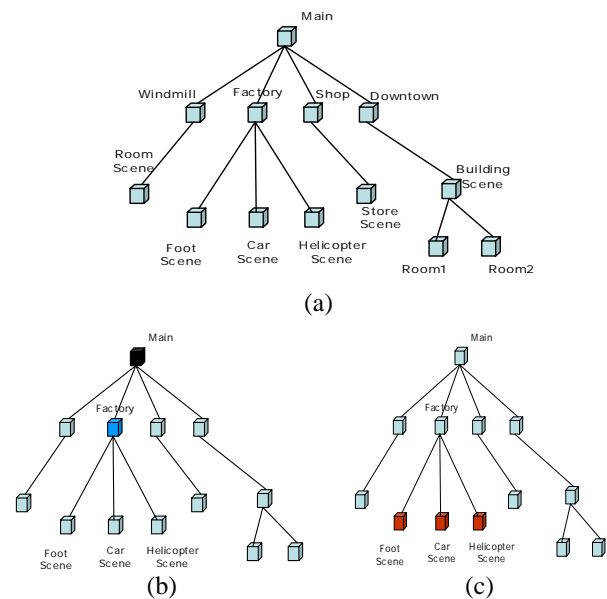 Main
Windmill
Factory
Shop
Downtown
Room
Scene
Building
Scene
Store
Scene
Foot
Scene
Car
Scene
Helicopter
Scene
Room1
Room2
(a)
Main
Factory
Foot
Scene
Car
Scene
Helicopter
Scene
(b)
Main
Factory
Foot
Scene
Car
Scene
Helicopter
Scene
(c)